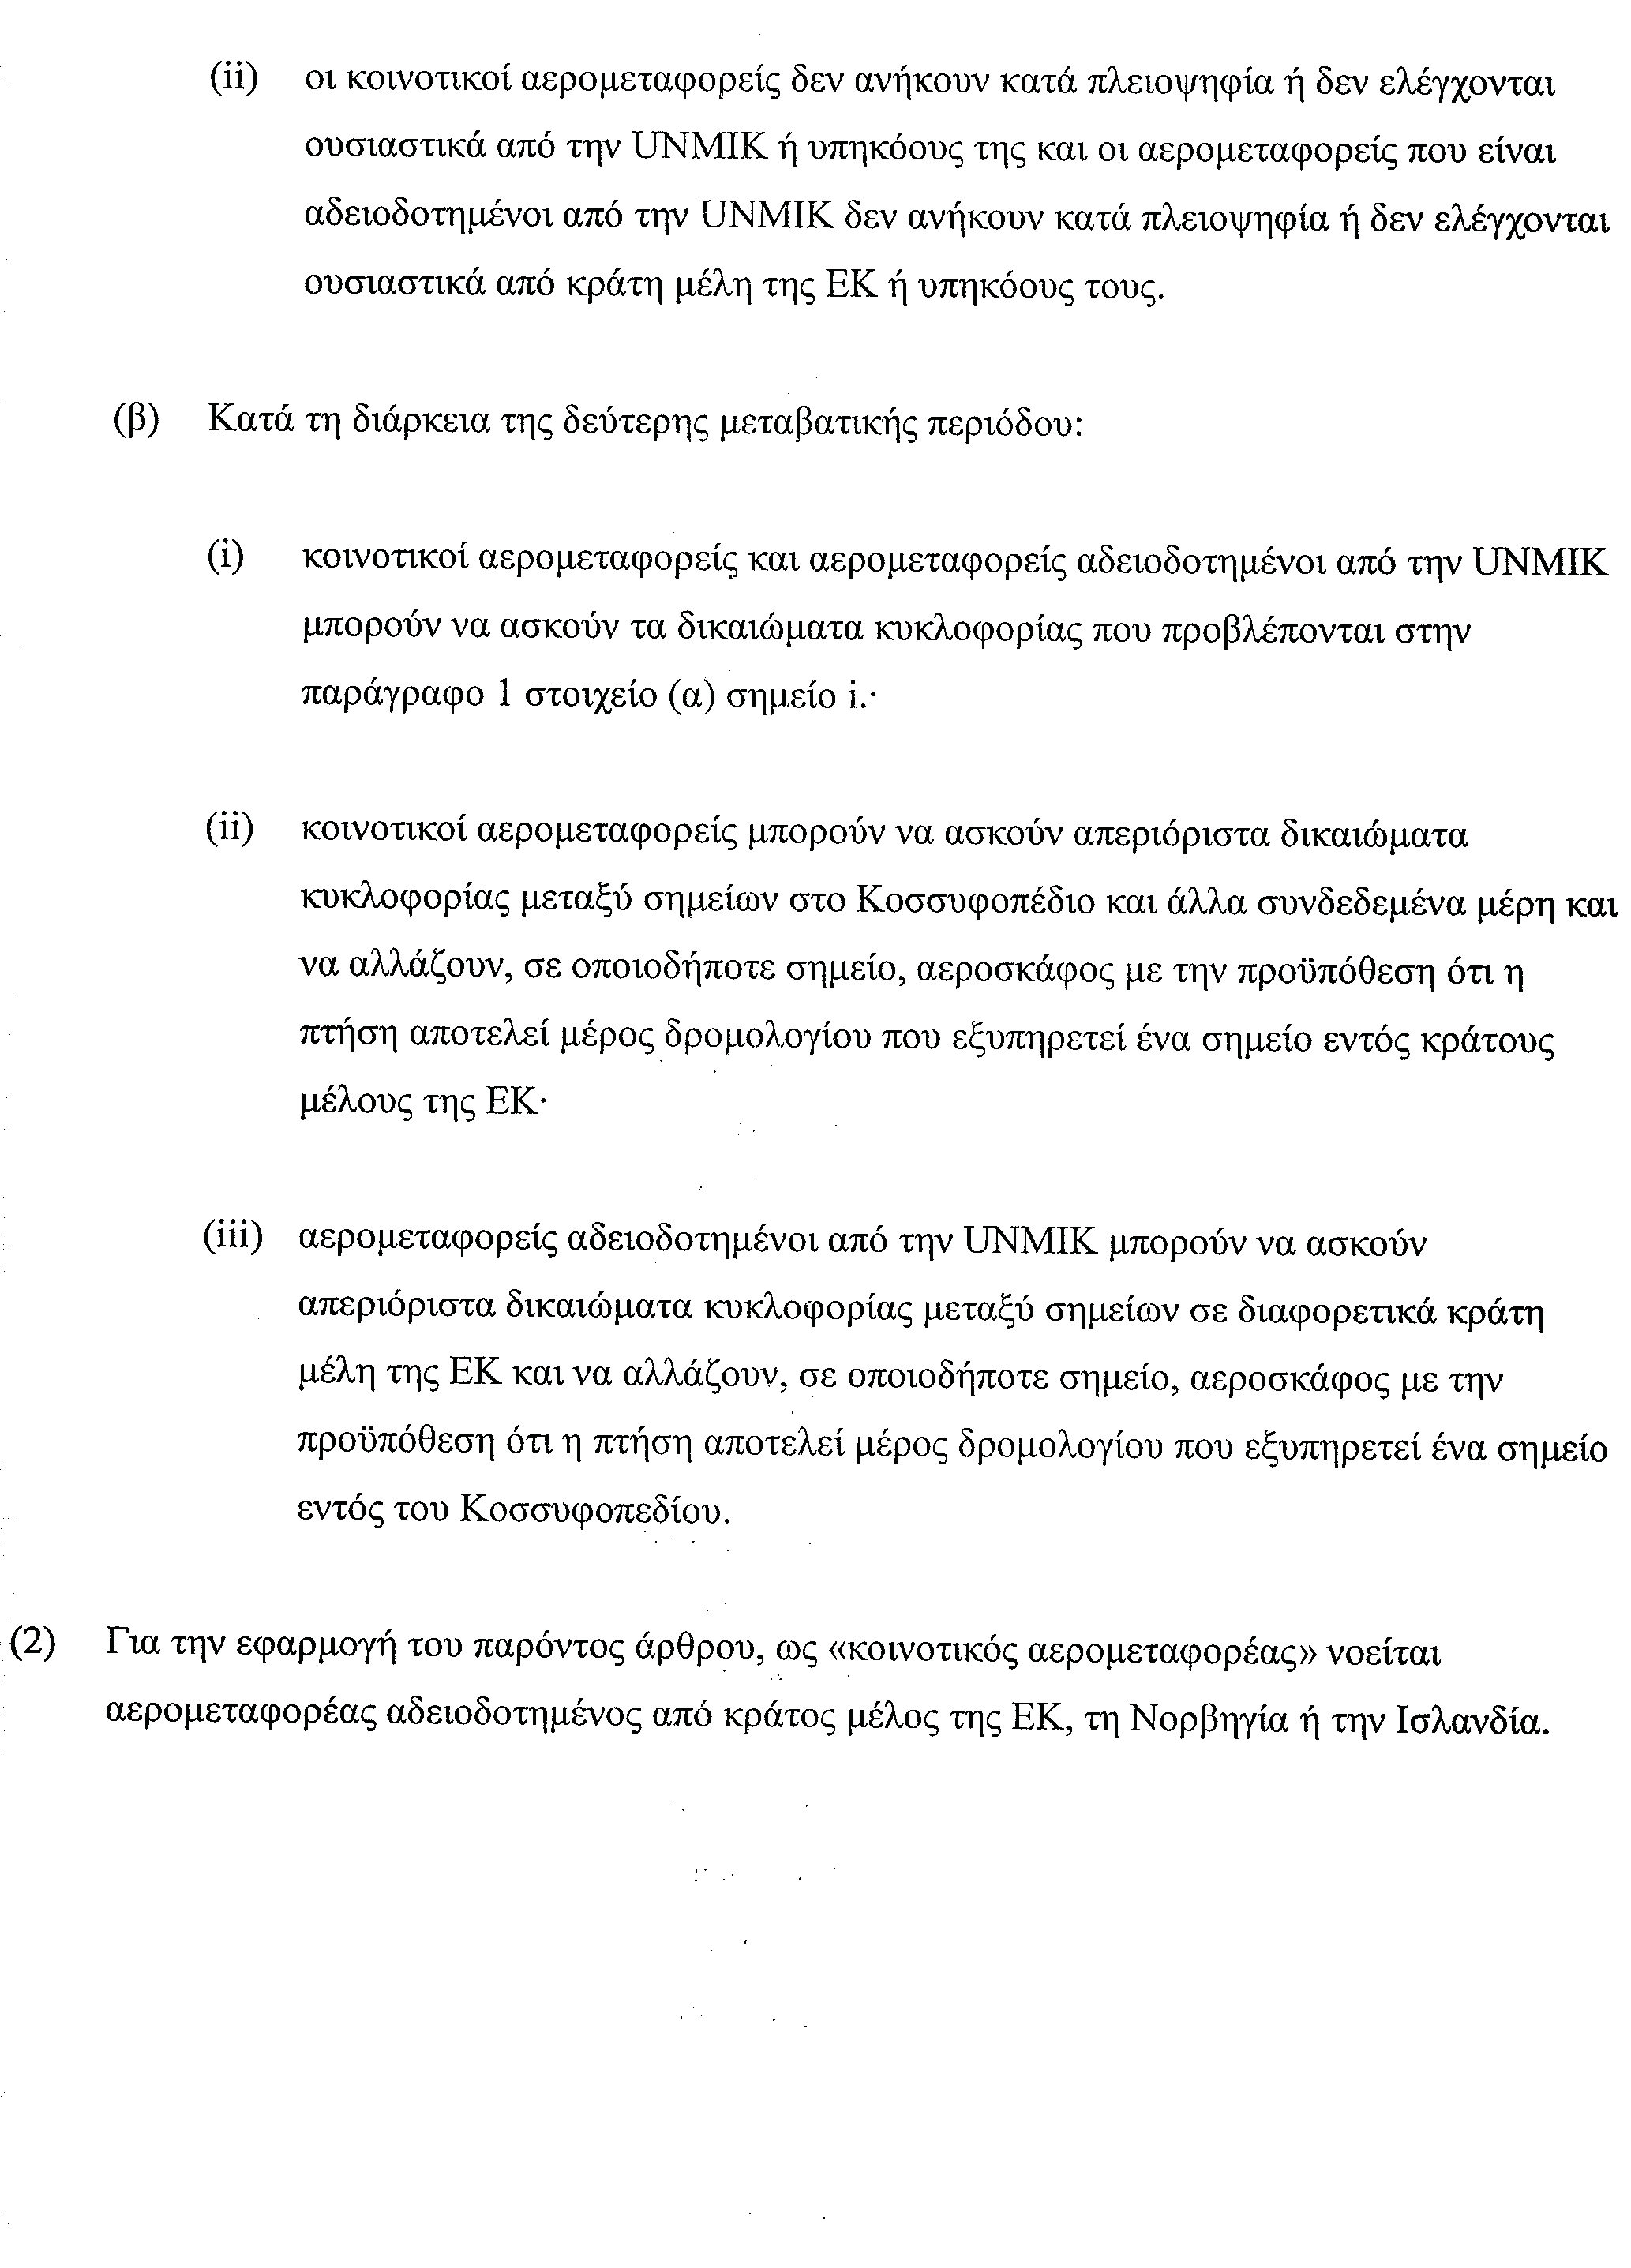 (ii) οι κοινοτικοί αερομεταφορείς δεν ανήκουν κατά πλειοψηφία ή δεν ελέγχονται
ουσιαστικά από την UNMIK ή υπηκόους της και οι αερομεταφορείς που είναι
αδειοδοτημένοι από την UNMIK δεν ανήκουν κατά πλειοψηφία ή δεν ελέγχονται
ουσιαστικά από κράτη μέλη της ΕΚ ή υπηκόους τους.
(β) Κατά τη διάρκεια της δεύτερης μεταβατικής περιόδου:
(i) κοινοτικοί αερομεταφορείς και αερομεταφορείς αδειοδοτημένοι από την UNMIK
μπορούν να ασκούν τα δικαιώματα κυκλοφορίας που προβλέπονται στην
παράγραφο 1 στοιχείο (α) σημείο i.·
(ii) κοινοτικοί αερομεταφορείς μπορούν να ασκούν απεριόριστα δικαιώματα
κυκλοφορίας μεταξύ σημείων στο Κοσσυφοπέδιο και άλλα συνδεδεμένα μέρη και
να αλλάζουν, σε οποιοδήποτε σημείο, αεροσκάφος με την προϋπόθεση ότι η
πτήση αποτελεί μέρος δρομολογίου που εξυπηρετεί ένα σημείο εντός κράτους
μέλους της ΕΚ·
(iii) αερομεταφορείς αδειοδοτημένοι από την UNMIK μπορούν να ασκούν
απεριόριστα δικαιώματα κυκλοφορίας μεταξύ σημείων σε διαφορετικά κράτη
μέλη της ΕΚ και να αλλάζουν, σε οποιοδήποτε σημείο, αεροσκάφος με την
προϋπόθεση ότι η πτήση αποτελεί μέρος δρομολογίου που εξυπηρετεί ένα σημείο
εντός του Κοσσυφοπεδίου.
(2) Για την εφαρμογή του παρόντος άρθρου, ως «κοινοτικός αερομεταφορέας» νοείται
αερομεταφορέας αδειοδοτημένος από κράτος μέλος της ΕΚ, τη Νορβηγία ή την Ισλανδία.